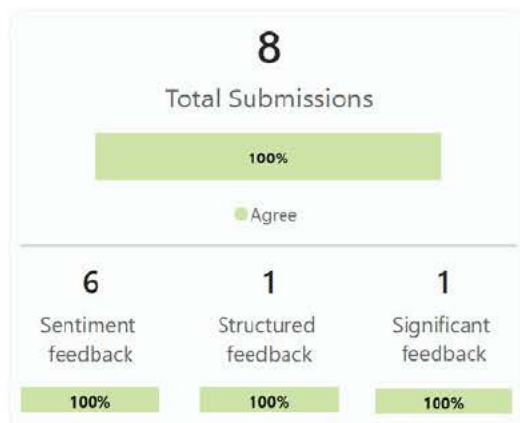 8
Total Submissions
100%
Agree
6
1
1
Sentiment
feedback
Structured
feedback
Significant
feedback
100%
100%
100%